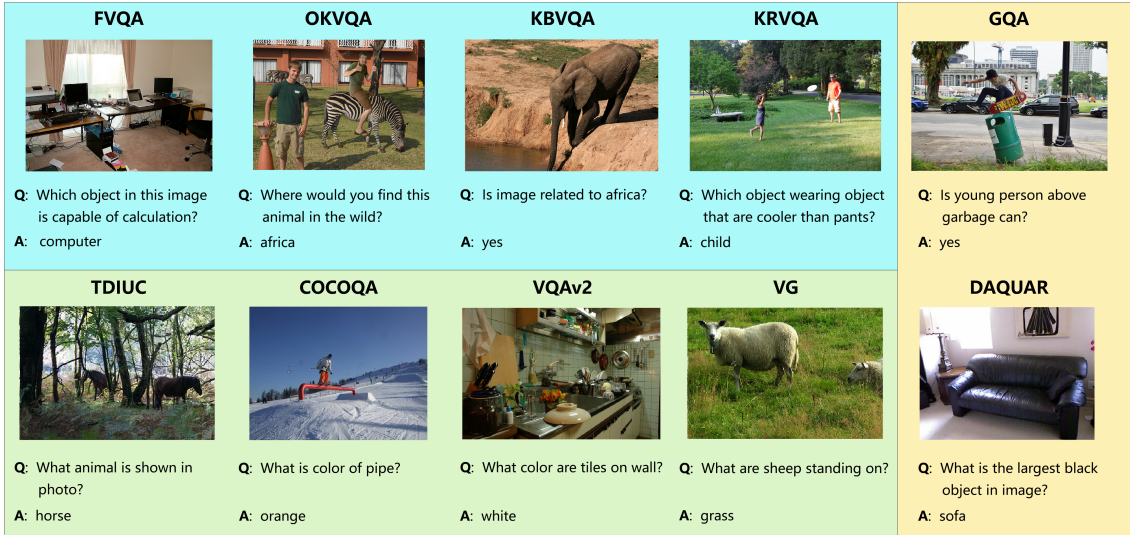 FVQA
OKVQA
KBVQA
KRVQA
GQA
Q: Which object in this image
is capable of calculation?
A: computer
Q: Where would you find this
animal in the wild?
A: africa
Q: Is image related to africa?
A: yes
Q: Which object wearing object
that are cooler than pants?
A: child
Q: Is young person above
garbage can?
A: yes
TDIUC
COCOQA
VQAv2
VG
DAQUAR
Q: What animal is shown in
photo?
A: horse
Q: What is color of pipe?
A: orange
Q: What color are tiles on wall?
A: white
Q: What are sheep standing on?
A: grass
Q: What is the largest black
object in image?
A: sofa